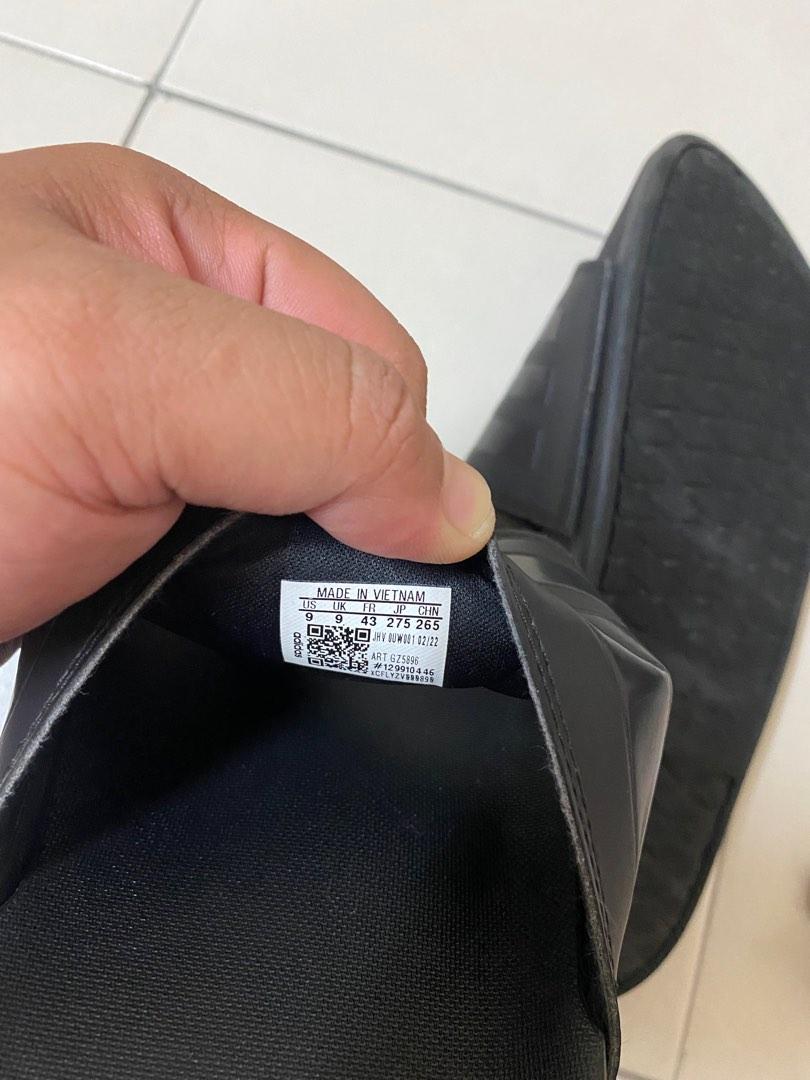 MADE IN VIETNAM
US UK FR JP CHN
9 9 43 275 265
adidas
JHV 0UW001 02/22
ART GZ5896
#129910446